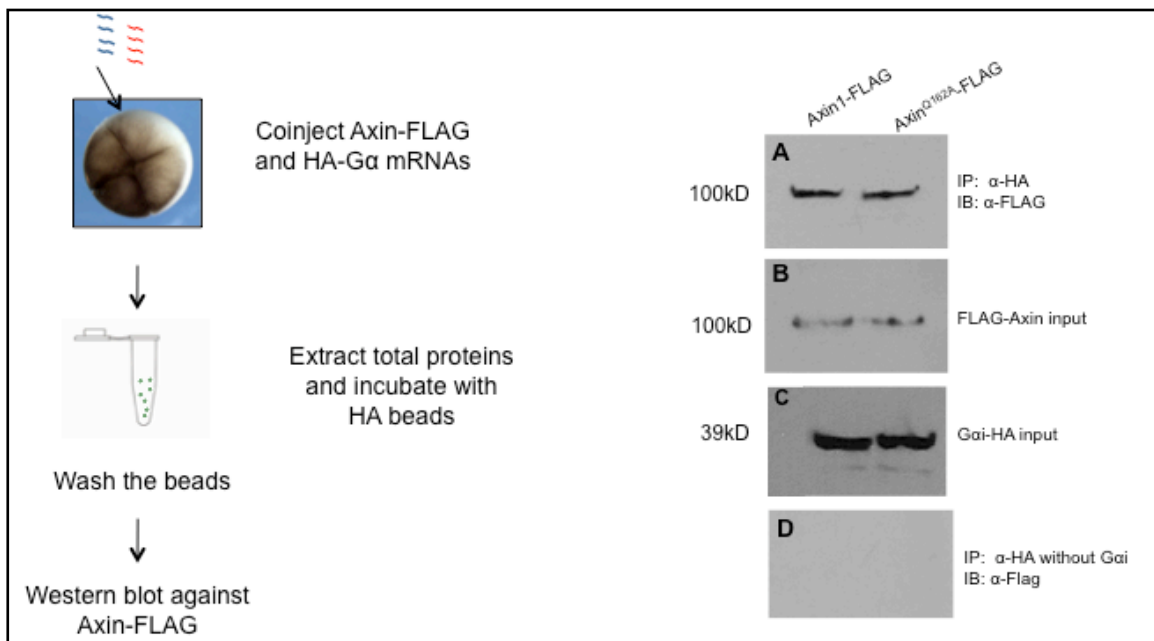 Coinject Axin-FLAG
and HA-Gα mRNAs
Extract total proteins
and incubate with
HA beads
Wash the beads
Western blot against
Axin-FLAG
Axin1-FLAG
Axin^Q162A-FLAG
A
100kD
IP: α-HA
IB: α-FLAG
B
100kD
FLAG-Axin input
C
39kD
Gαi-HA input
D
IP: α-HA without Gαi
IB: α-Flag